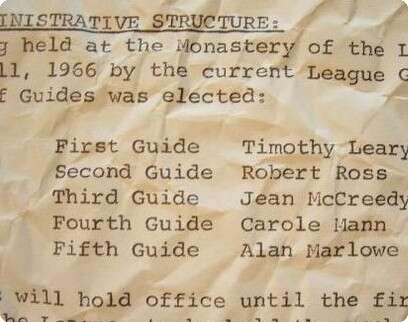 INISTRATIVE STRUCTURE:
g held at the Monastery of the L
11, 1966 by the current League G
f Guides was elected:
First Guide Timothy Leary
Second Guide Robert Ross
Third Guide Jean McCreedy
Fourth Guide Carole Mann
Fifth Guide Alan Marlowe
s will hold office until the fir